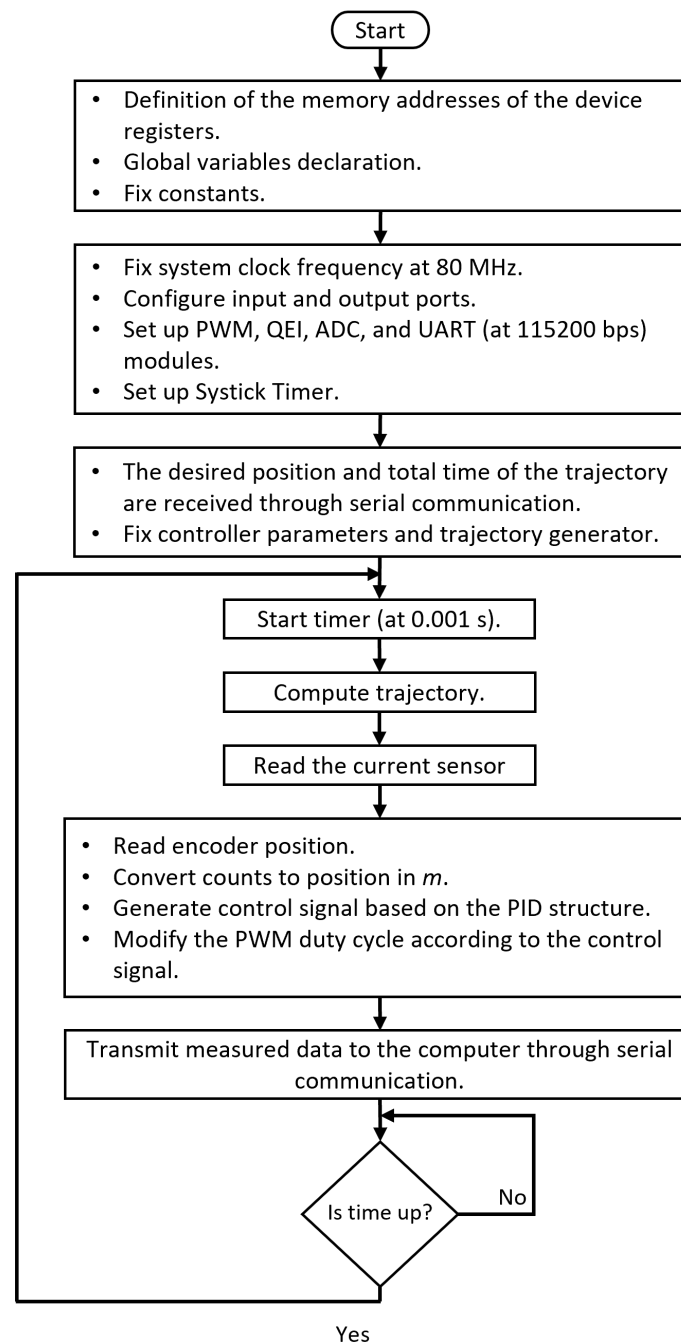 Start
• Definition of the memory addresses of the device
registers.
• Global variables declaration.
• Fix constants.
• Fix system clock frequency at 80 MHz.
• Configure input and output ports.
• Set up PWM, QEI, ADC, and UART (at 115200 bps)
modules.
• Set up Systick Timer.
• The desired position and total time of the trajectory
are received through serial communication.
• Fix controller parameters and trajectory generator.
Start timer (at 0.001 s).
Compute trajectory.
Read the current sensor
• Read encoder position.
• Convert counts to position in m.
• Generate control signal based on the PID structure.
• Modify the PWM duty cycle according to the control
signal.
Transmit measured data to the computer through serial
communication.
Is time up?
No
Yes